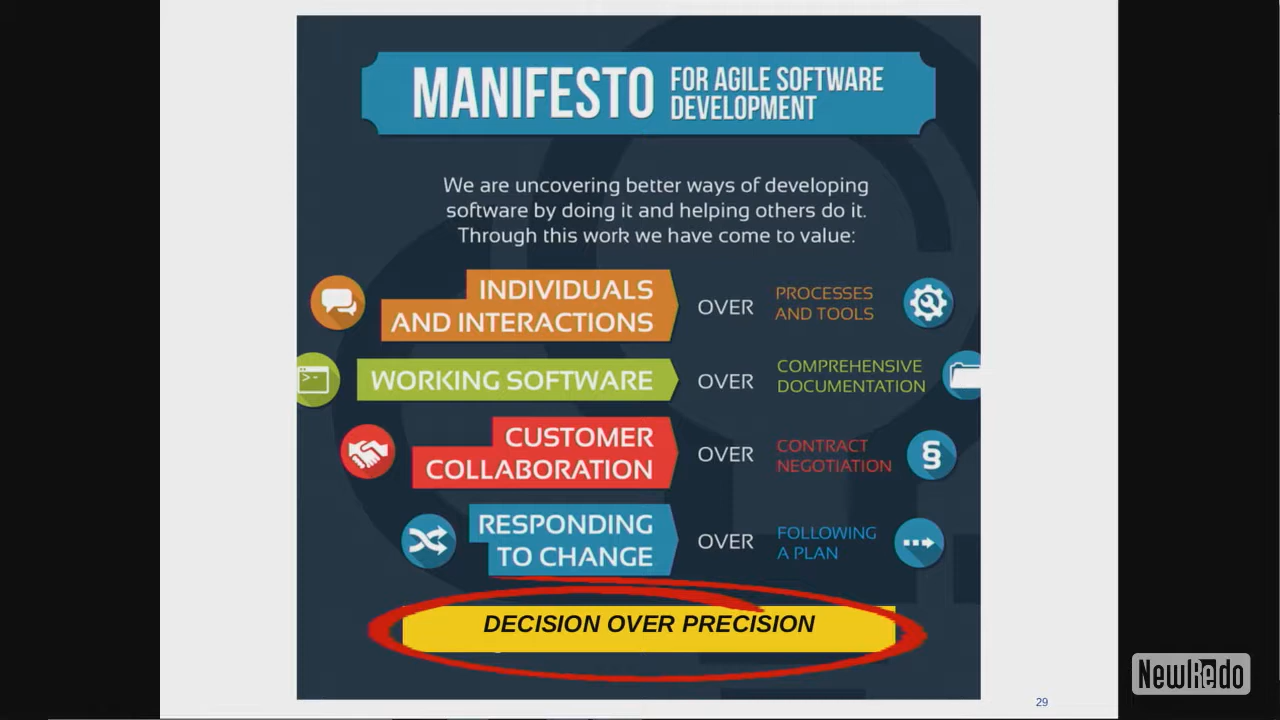 MANIFESTO
FOR AGILE SOFTWARE
DEVELOPMENT
We are uncovering better ways of developing
software by doing it and helping others do it.
Through this work we have come to value:
INDIVIDUALS
AND INTERACTIONS
OVER
PROCESSES
AND TOOLS
WORKING SOFTWARE
OVER
COMPREHENSIVE
DOCUMENTATION
CUSTOMER
COLLABORATION
OVER
CONTRACT
NEGOTIATION
§
RESPONDING
TO CHANGE
OVER
FOLLOWING
A PLAN
DECISION OVER PRECISION
NewRedo
29